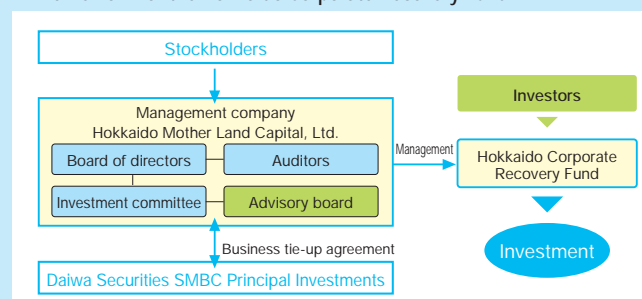 Stockholders
Management company
Hokkaido Mother Land Capital, Ltd.
Board of directors
Auditors
Investment committee
Advisory board
Business tie-up agreement
Daiwa Securities SMBC Principal Investments
Management
Investors
Hokkaido Corporate
Recovery Fund
Investment